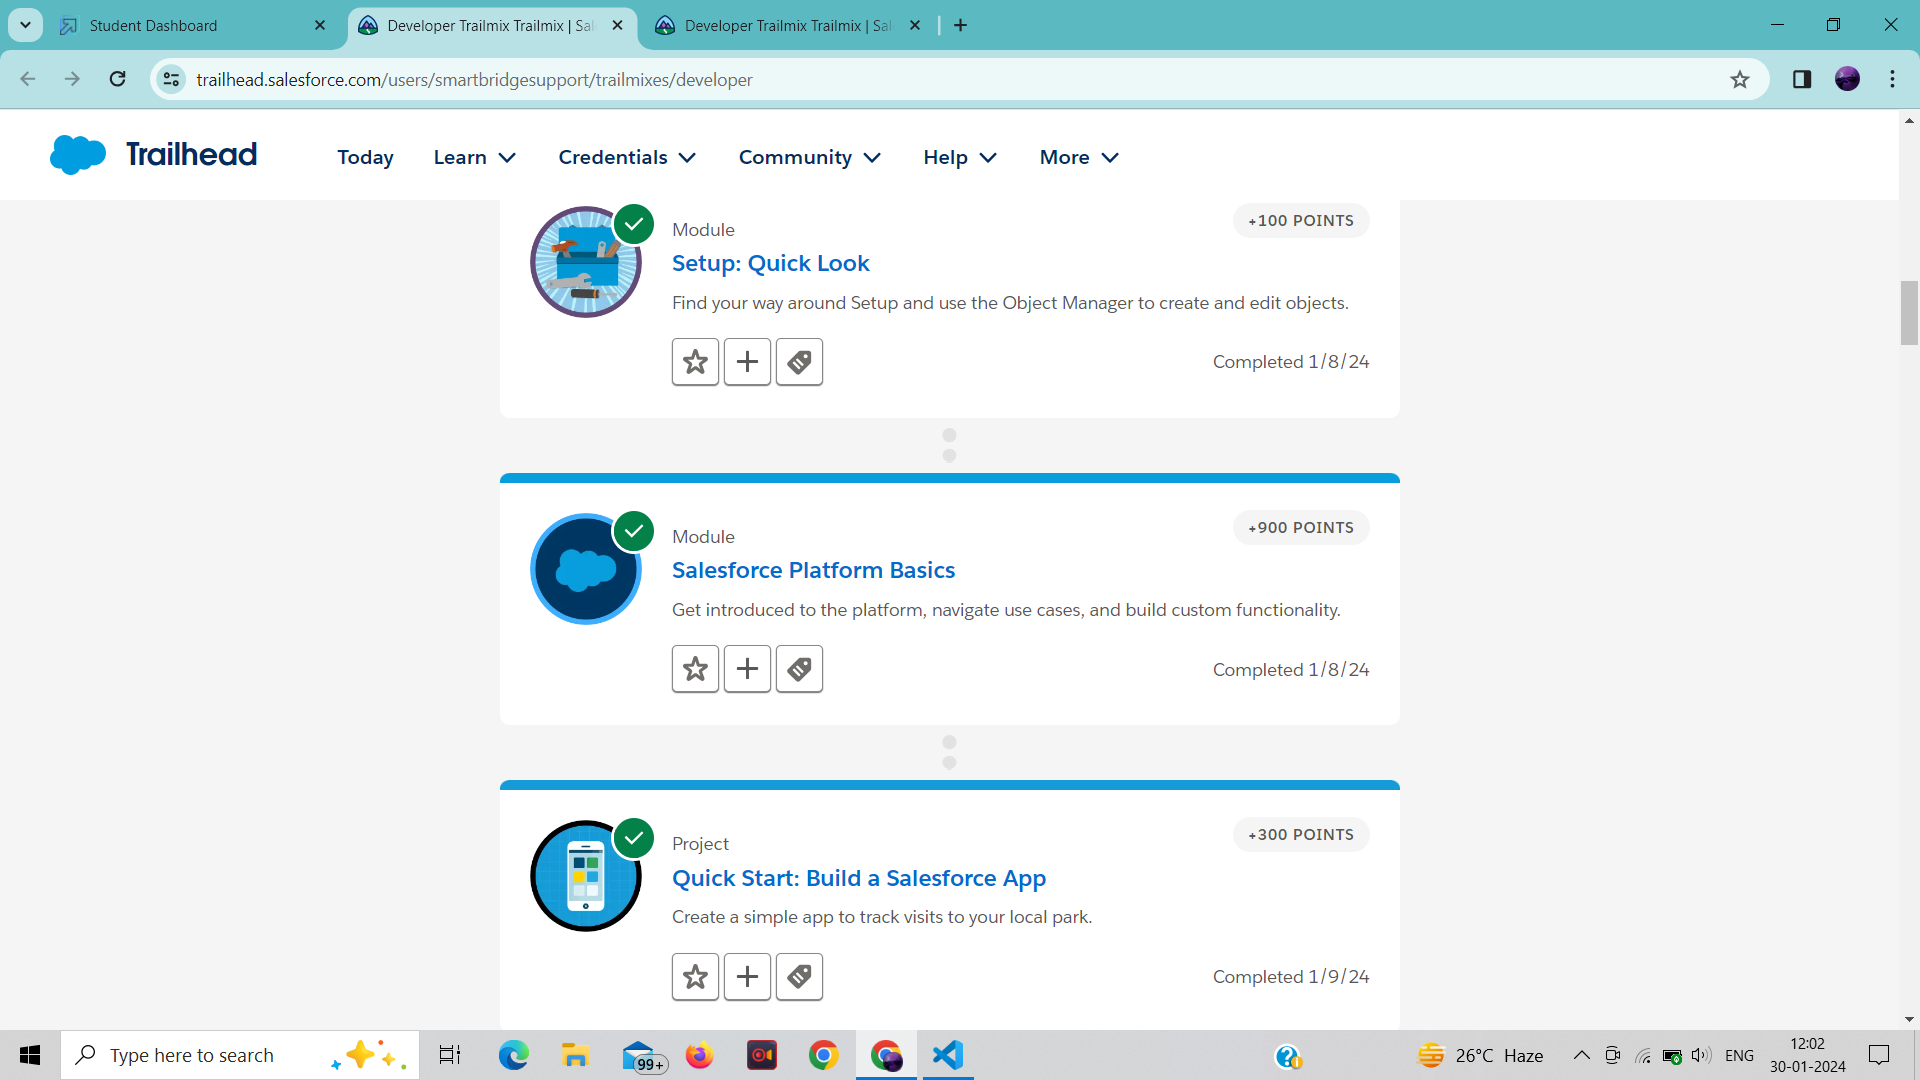 Student Dashboard
Developer Trailmix Trailmix | Sal
Developer Trailmix Trailmix | Sal
trailhead.salesforce.com/users/smartbridgesupport/trailmixes/developer
Trailhead
Today
Learn
Credentials
Community
Help
More
Module
+100 POINTS
Setup: Quick Look
Find your way around Setup and use the Object Manager to create and edit objects.
Completed 1/8/24
Module
+900 POINTS
Salesforce Platform Basics
Get introduced to the platform, navigate use cases, and build custom functionality.
Completed 1/8/24
Project
+300 POINTS
Quick Start: Build a Salesforce App
Create a simple app to track visits to your local park.
Completed 1/9/24
Type here to search
99+
26°C Haze
ENG
12:02
30-01-2024